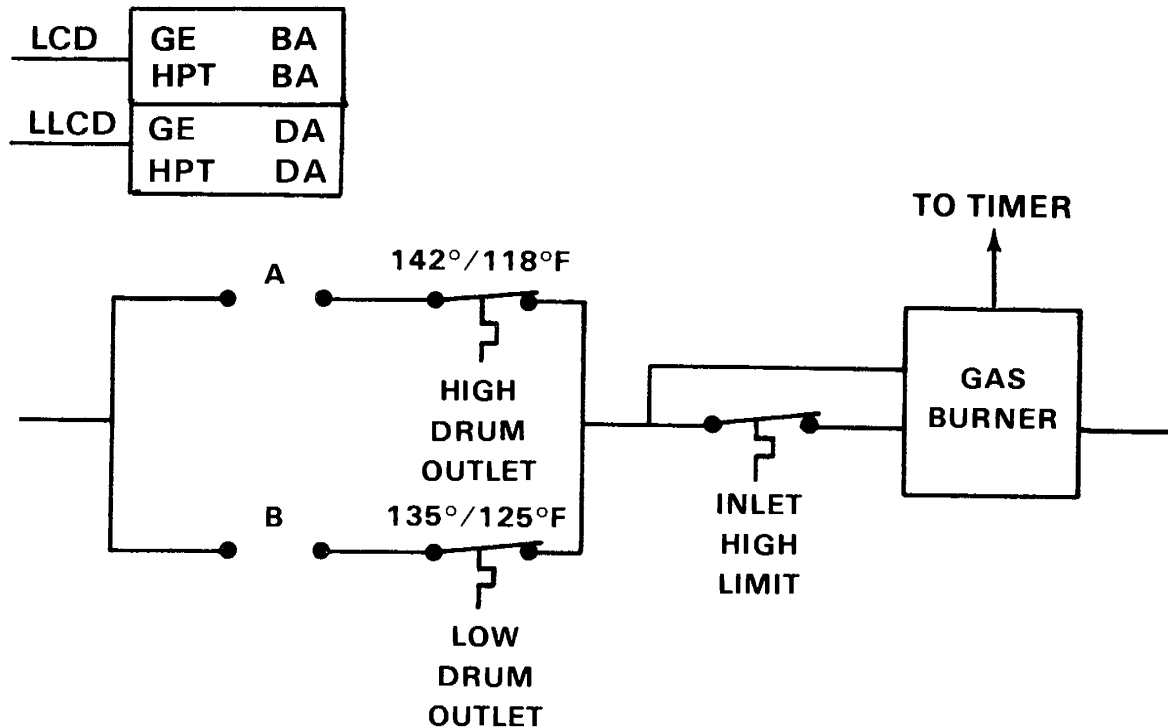 LCD
GE BA
HPT BA
LLCD
GE DA
HPT DA
TO TIMER
A
142°/118°F
HIGH
DRUM
OUTLET
GAS
BURNER
INLET
HIGH
LIMIT
B
135°/125°F
LOW
DRUM
OUTLET